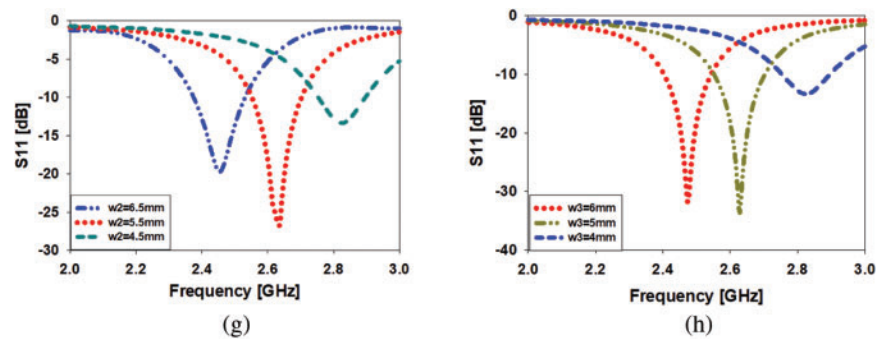 0
-5
-10
-15
-20
-25
-30
S11 [dB]
w2=6.5mm
w2=5.5mm
w2=4.5mm
2.0 2.2 2.4 2.6 2.8 3.0
Frequency [GHz]
(g)
0
-10
-20
-30
-40
S11 [dB]
w3=6mm
w3=5mm
w3=4mm
2.0 2.2 2.4 2.6 2.8 3.0
Frequency [GHz]
(h)